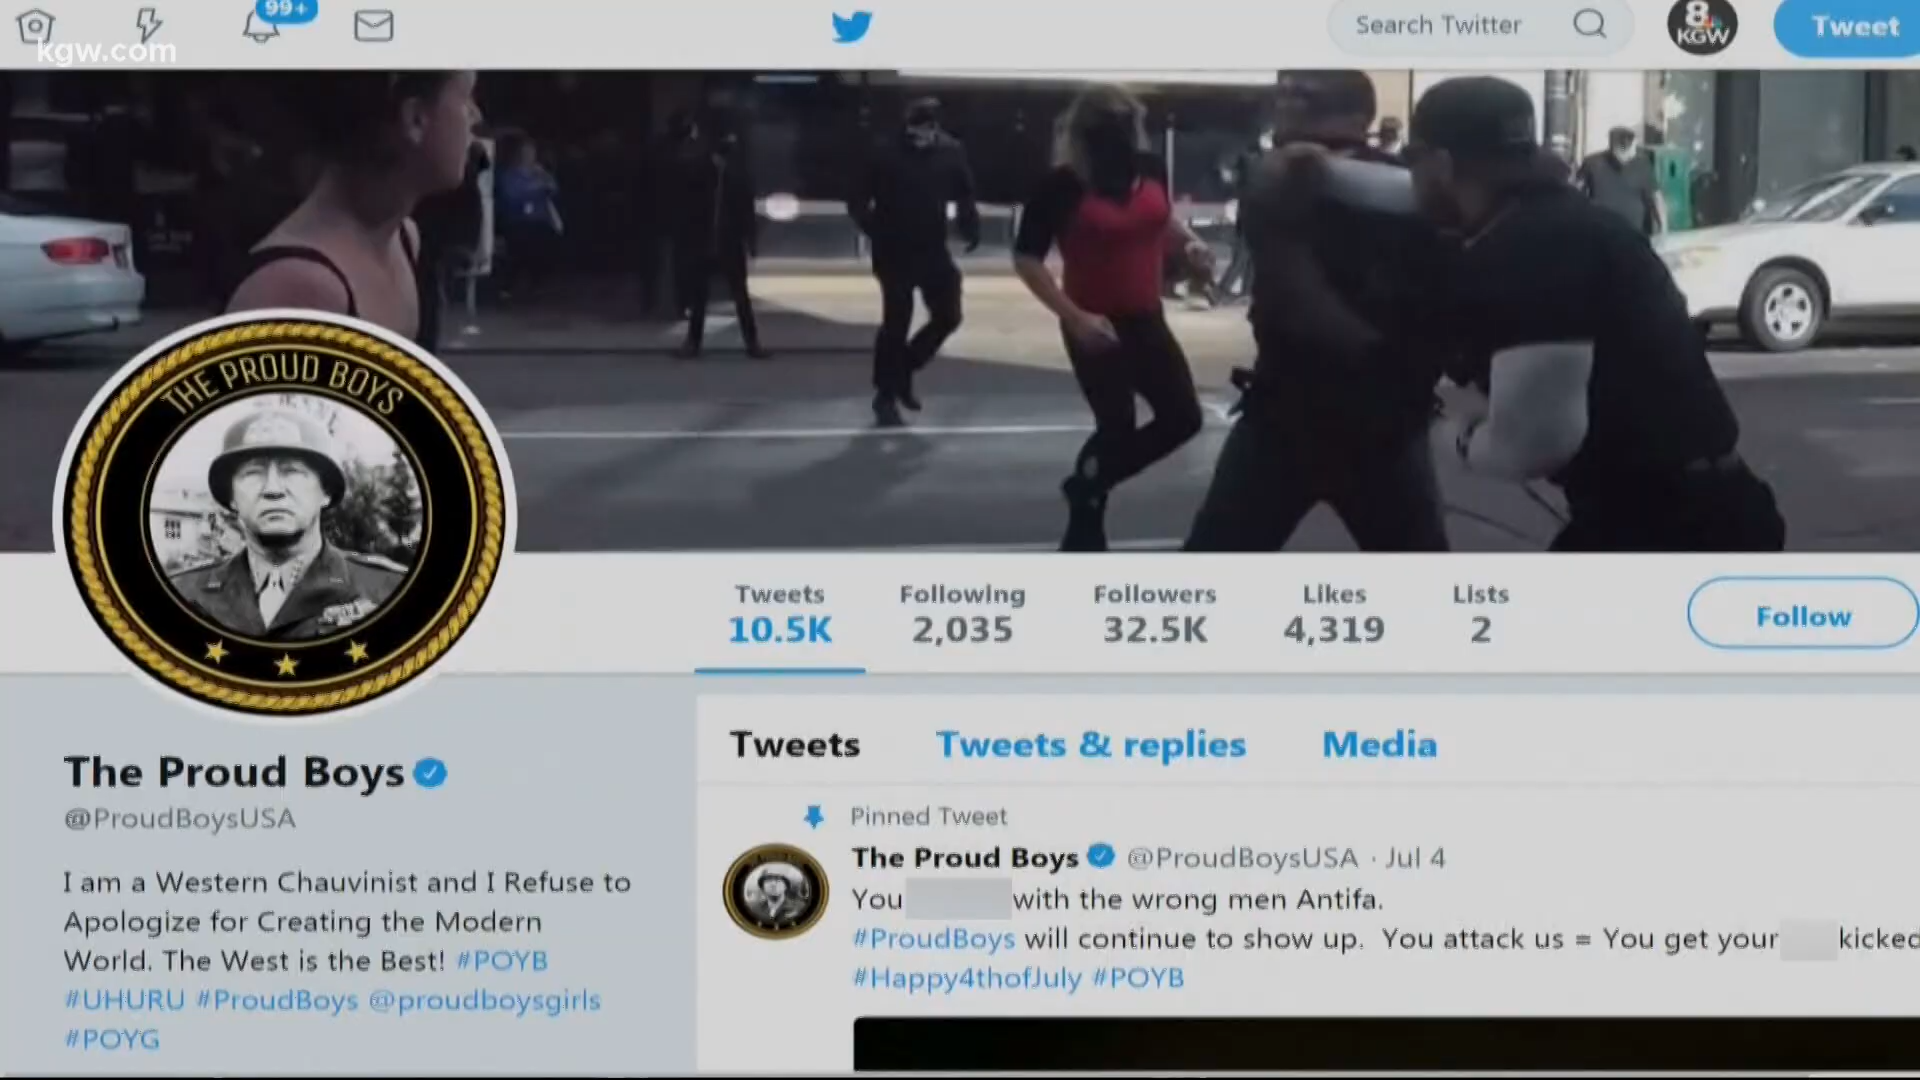 99+
kgw.com
Search Twitter
8
KGW
Tweet
THE PROUD BOYS
Tweets Following Followers Likes Lists
10.5K 2,035 32.5K 4,319 2
Follow
The Proud Boys
@ProudBoysUSA
I am a Western Chauvinist and I Refuse to
Apologize for Creating the Modern
World. The West is the Best! #POYB
#UHURU #ProudBoys @proudboysgirls
#POYG
Tweets Tweets & replies Media
Pinned Tweet
The Proud Boys @ProudBoysUSA · Jul 4
You with the wrong men Antifa.
#ProudBoys will continue to show up. You attack us = You get your kicked
#Happy4thofJuly #POYB